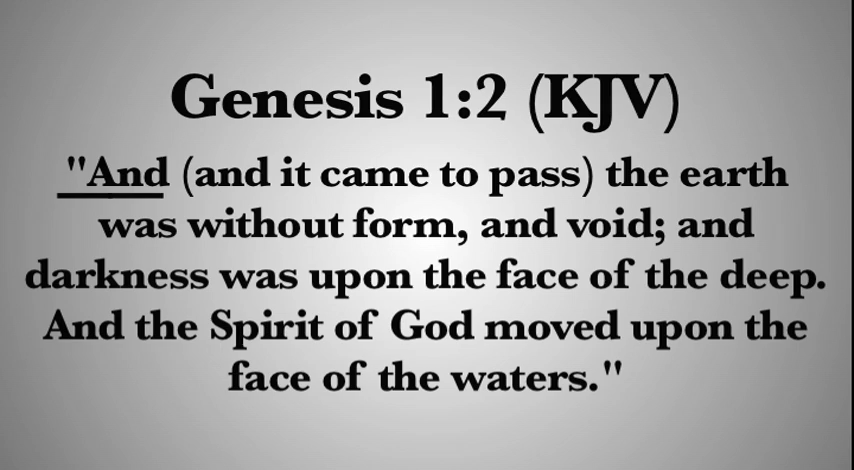 Genesis 1:2 (KJV)
"And (and it came to pass) the earth
was without form, and void; and
darkness was upon the face of the deep.
And the Spirit of God moved upon the
face of the waters."